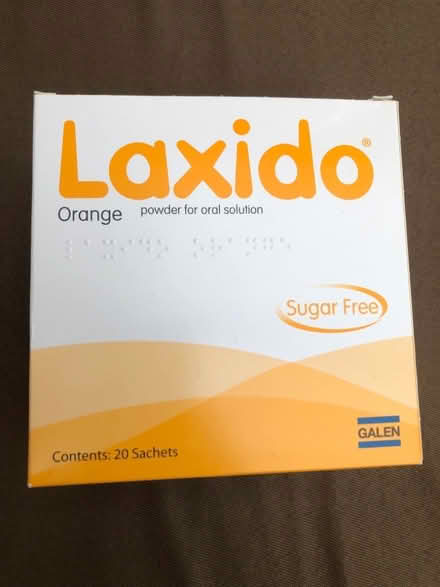 Laxido®
Orange powder for oral solution
Sugar Free
GALEN
Contents: 20 Sachets